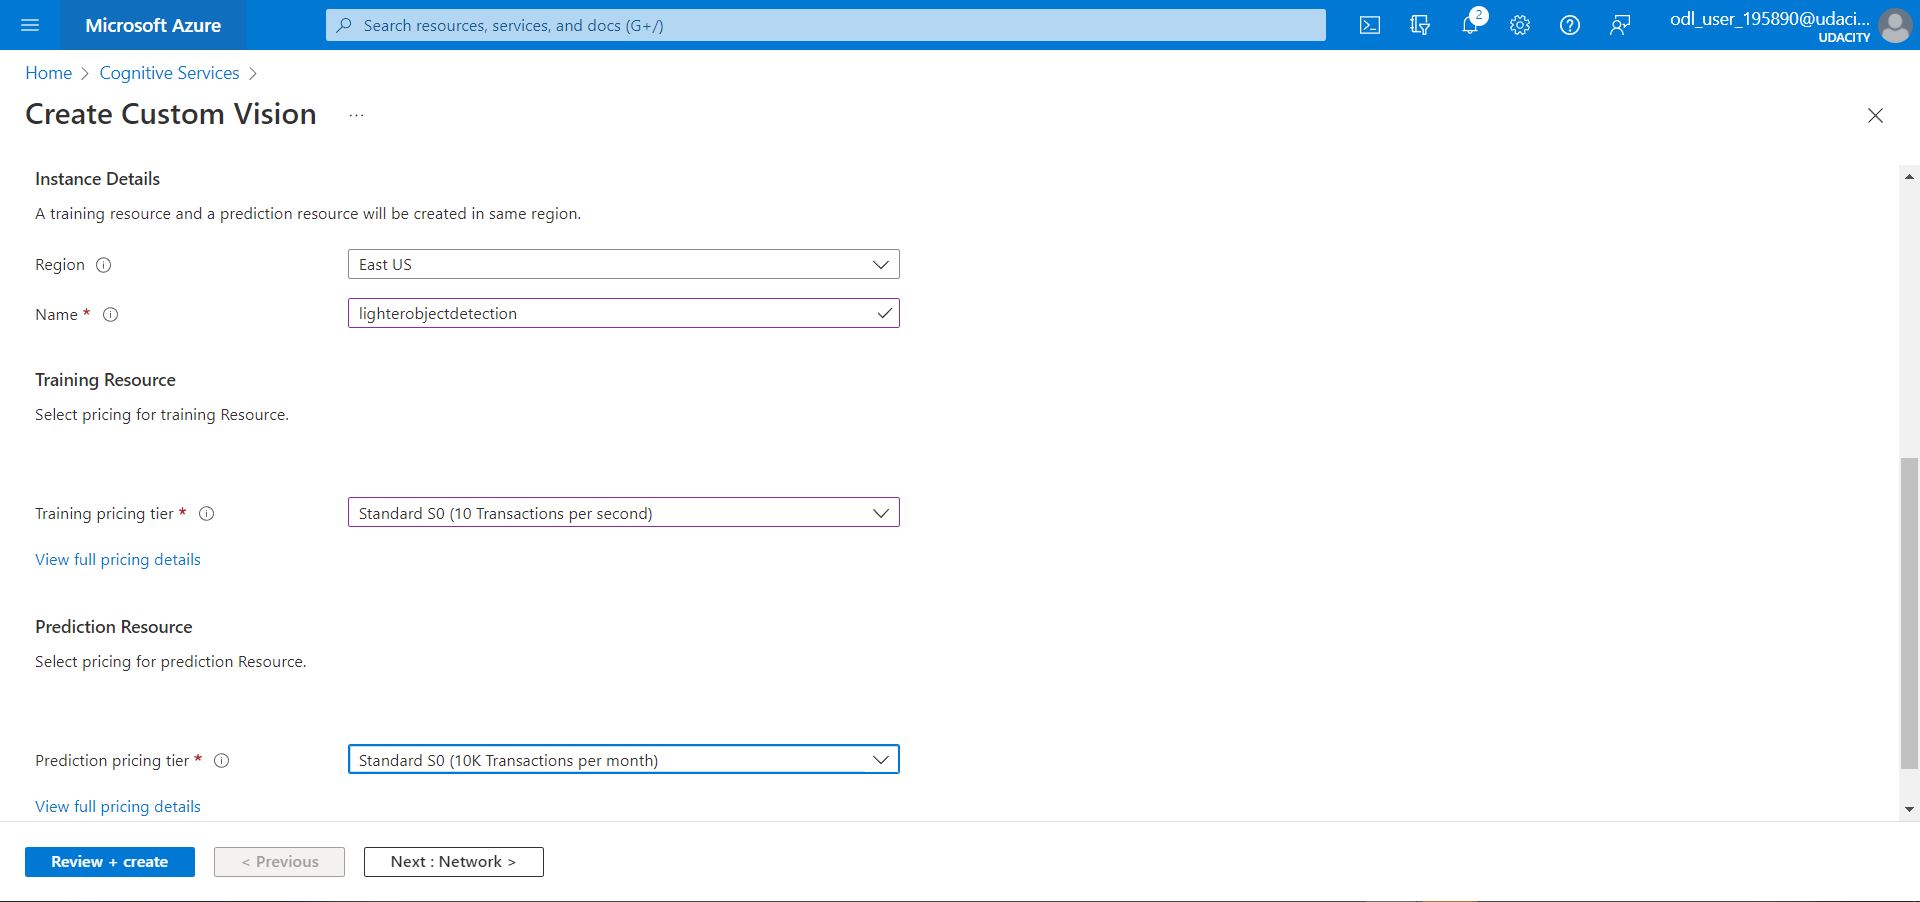 Microsoft Azure
Search resources, services, and docs (G+/)
2
odl_user_195890@udaci...
UDACITY
Home > Cognitive Services >
Create Custom Vision ...
Instance Details
A training resource and a prediction resource will be created in same region.
Region
East US
Name *
lighterobjectdetection
Training Resource
Select pricing for training Resource.
Training pricing tier *
Standard S0 (10 Transactions per second)
View full pricing details
Prediction Resource
Select pricing for prediction Resource.
Prediction pricing tier *
Standard S0 (10K Transactions per month)
View full pricing details
Review + create
< Previous
Next : Network >